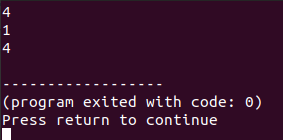 4
1
4
------------------
(program exited with code: 0)
Press return to continue